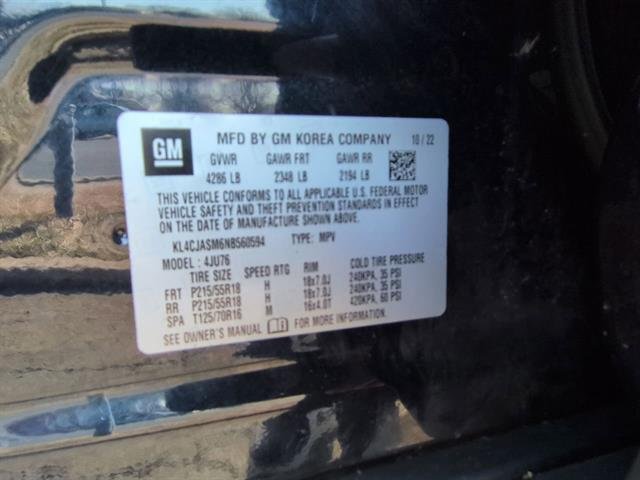 GM
MFD BY GM KOREA COMPANY 10/22
GVWR GAWR FRT GAWR RR
4286 LB 2348 LB 2194 LB
THIS VEHICLE CONFORMS TO ALL APPLICABLE U.S. FEDERAL MOTOR
VEHICLE SAFETY AND THEFT PREVENTION STANDARDS IN EFFECT ON
THE DATE OF MANUFACTURE SHOWN ABOVE.
KL4CJASM6NB560594 TYPE: MPV
MODEL: 4JU76
TIRE SIZE SPEED RTG RIM COLD TIRE PRESSURE
FRT P215/55R18 H 18x7.0J 240KPA, 35 PSI
RR P215/55R18 H 18x7.0J 240KPA, 35 PSI
SPA T125/70R16 M 16x4.0T 420KPA, 60 PSI
SEE OWNER'S MANUAL FOR MORE INFORMATION.